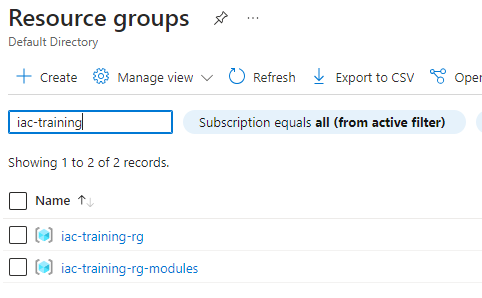 Resource groups
Default Directory
Create Manage view Refresh Export to CSV Open
iac-training Subscription equals all (from active filter)
Showing 1 to 2 of 2 records.
Name
iac-training-rg
iac-training-rg-modules